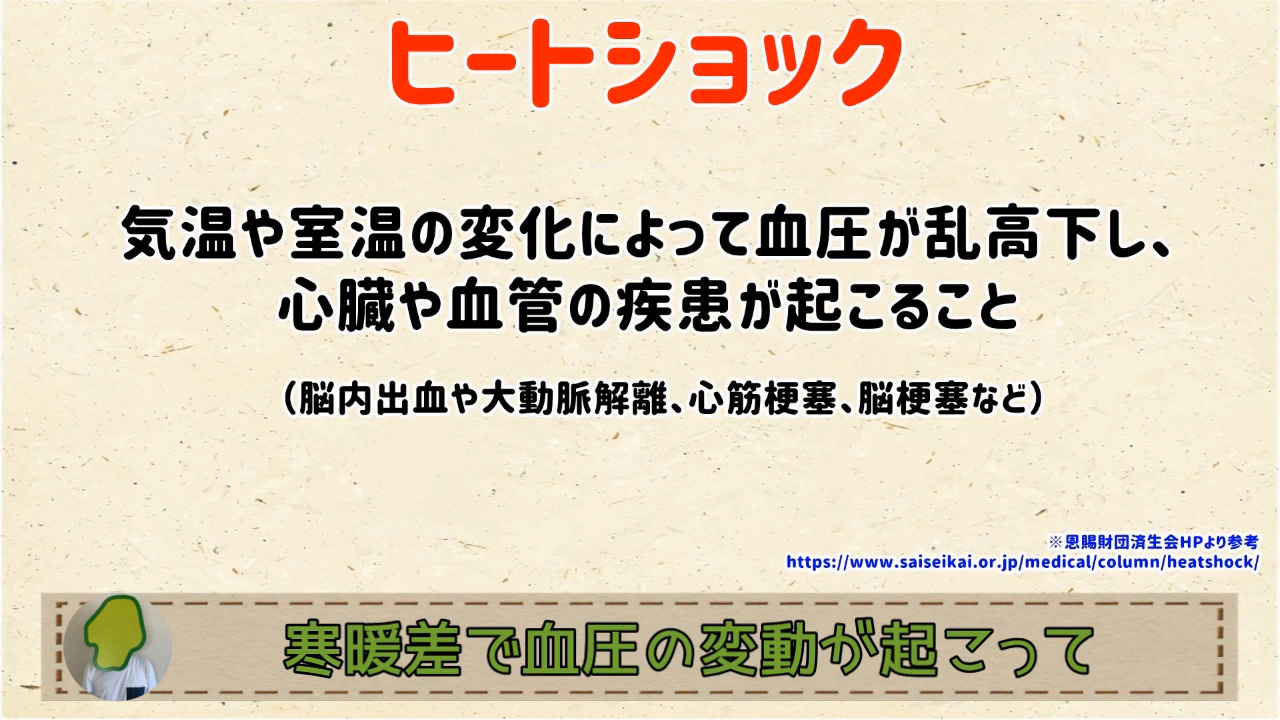 ヒートショック
気温や室温の変化によって血圧が乱高下し、
心臓や血管の疾患が起こること
（脳内出血や大動脈解離、心筋梗塞、脳梗塞など）
※恩賜財団済生会HPより参考
https://www.saiseikai.or.jp/medical/column/heatshock/
寒暖差で血圧の変動が起こって